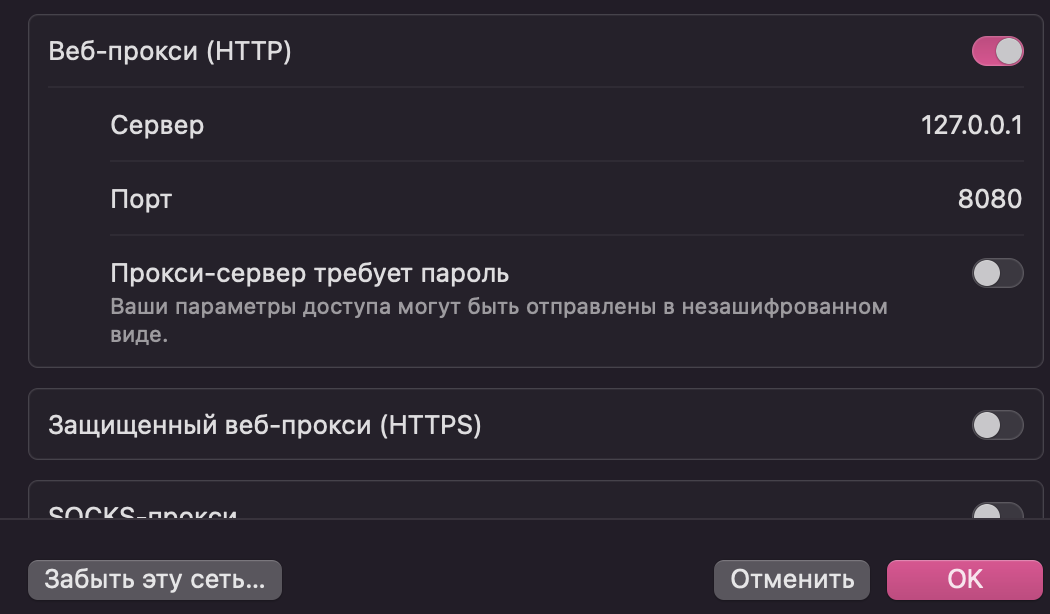 Веб-прокси (HTTP)
Сервер 127.0.0.1
Порт 8080
Прокси-сервер требует пароль
Ваши параметры доступа могут быть отправлены в незашифрованном
виде.
Защищенный веб-прокси (HTTPS)
SOCKS-прокси
Забыть эту сеть... Отменить OK